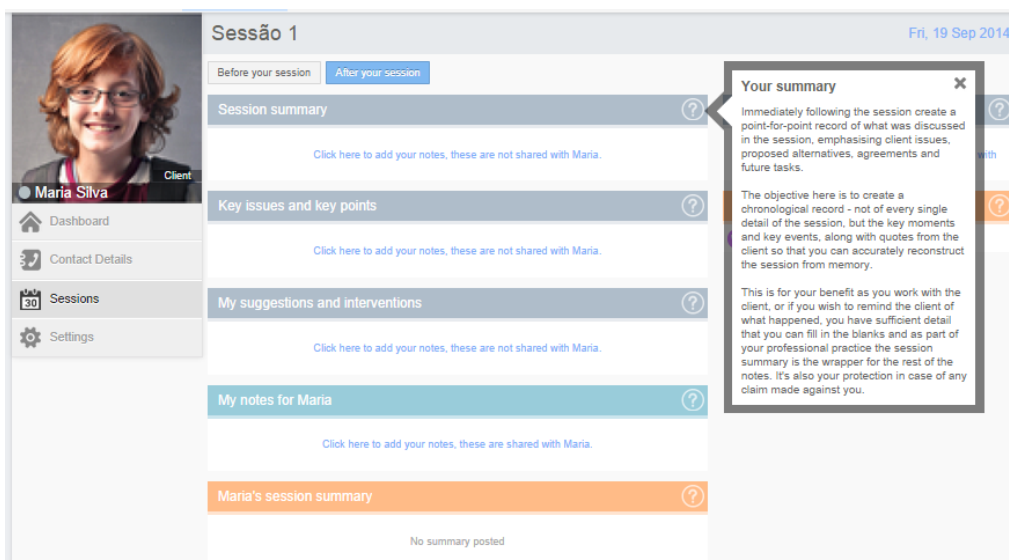 Sessão 1
Fri, 19 Sep 2014
Before your session
After your session
Client
Maria Silva
Dashboard
Contact Details
30
Sessions
Settings
Session summary
?
Click here to add your notes, these are not shared with Maria.
Key issues and key points
?
Click here to add your notes, these are not shared with Maria.
My suggestions and interventions
?
Click here to add your notes, these are not shared with Maria.
My notes for Maria
?
Click here to add your notes, these are shared with Maria.
Maria's session summary
?
No summary posted
Your summary
Immediately following the session create a
point-for-point record of what was discussed
in the session, emphasising client issues,
proposed alternatives, agreements and
future tasks.
The objective here is to create a
chronological record - not of every single
detail of the session, but the key moments
and key events, along with quotes from the
client so that you can accurately reconstruct
the session from memory.
This is for your benefit as you work with the
client, or if you wish to remind the client of
what happened, you have sufficient detail
that you can fill in the blanks and as part of
your professional practice the session
summary is the wrapper for the rest of the
notes. It's also your protection in case of any
claim made against you.
?
with
?